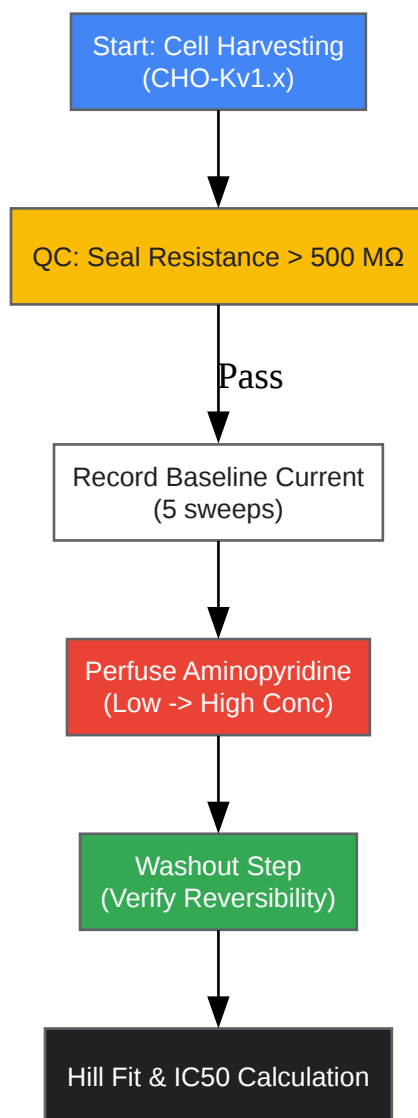 Start: Cell Harvesting
(CHO-Kv1.x)
QC: Seal Resistance > 500 MΩ
Pass
Record Baseline Current
(5 sweeps)
Perfuse Aminopyridine
(Low -> High Conc)
Washout Step
(Verify Reversibility)
Hill Fit & IC50 Calculation